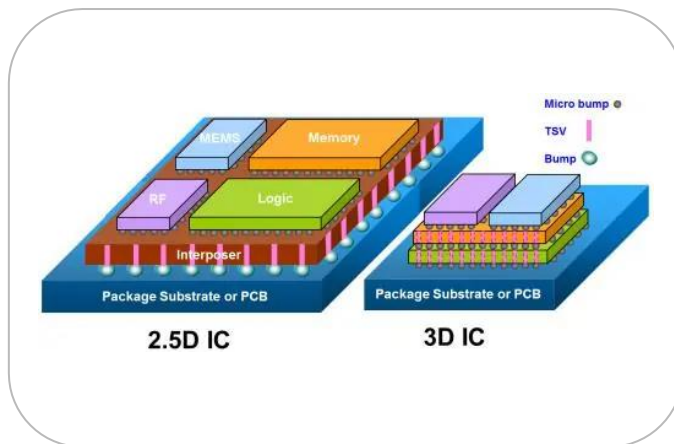 Micro bump
TSV
Bump
MEMS
Memory
RF
Logic
Interposer
Package Substrate or PCB
Package Substrate or PCB
2.5D IC
3D IC